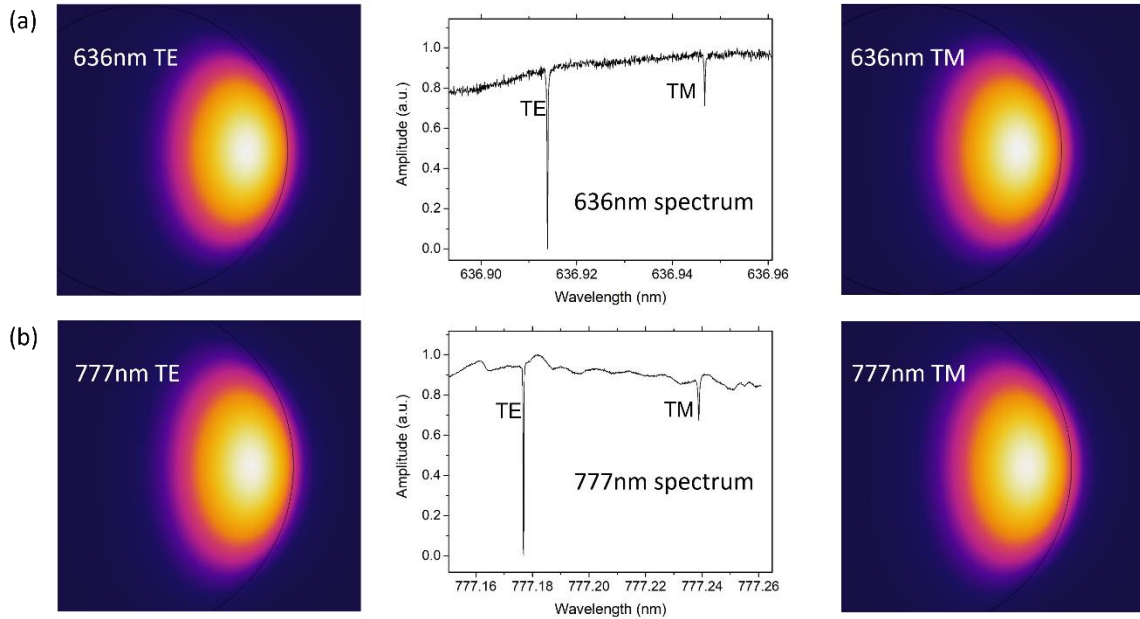 (a)
636nm TE
1.0
0.8
0.6
0.4
0.2
0.0
Amplitude (a.u.)
TE
TM
636nm spectrum
636.90
636.92
636.94
636.96
Wavelength (nm)
636nm TM
(b)
777nm TE
1.0
0.8
0.6
0.4
0.2
0.0
Amplitude (a.u.)
TE
TM
777nm spectrum
777.16
777.18
777.20
777.22
777.24
777.26
Wavelength (nm)
777nm TM